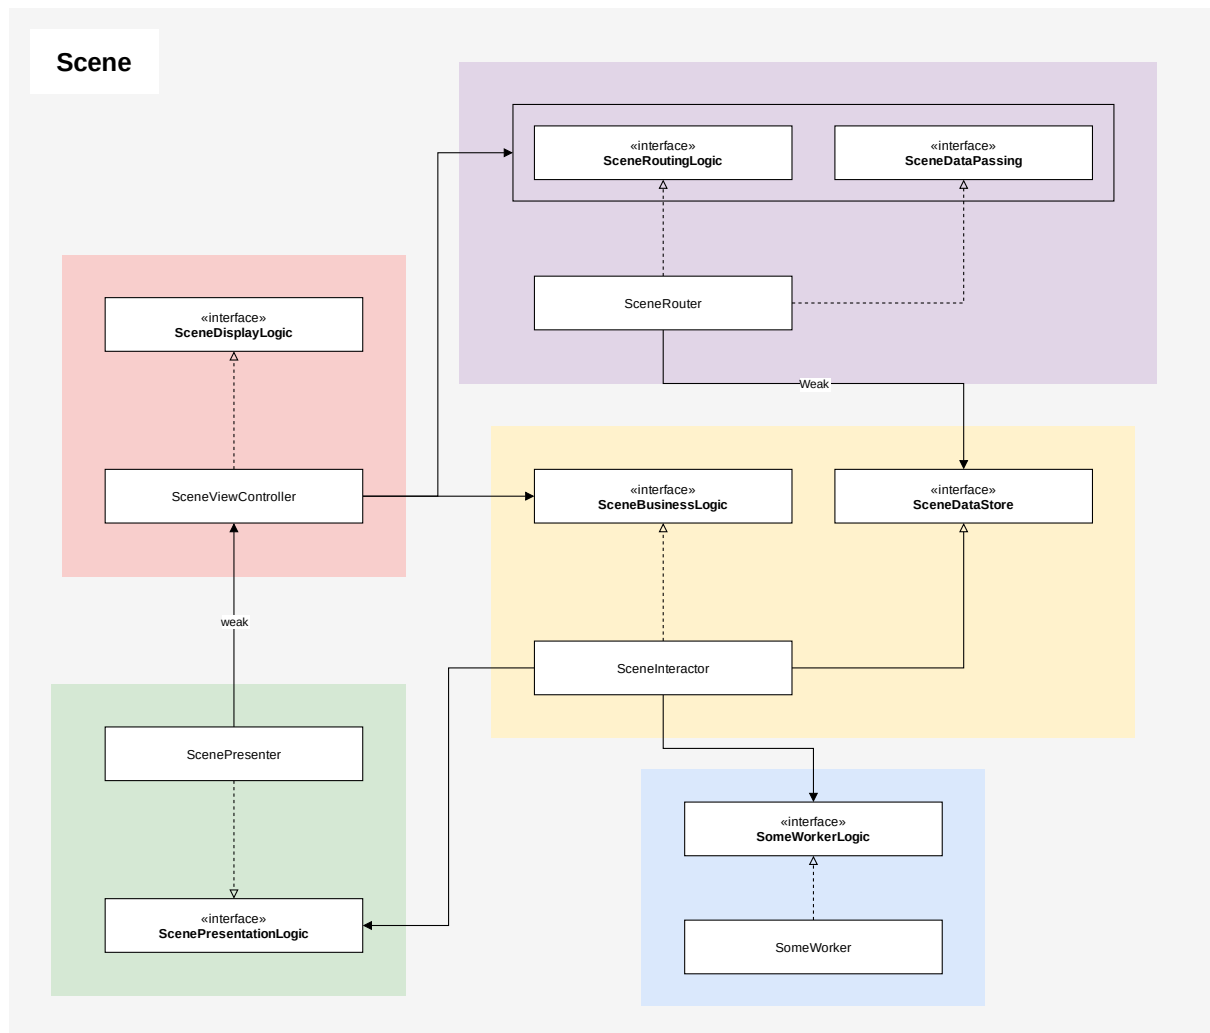 Scene
«interface»
SceneRoutingLogic
«interface»
SceneDataPassing
SceneRouter
«interface»
SceneDisplayLogic
Weak
SceneViewController
«interface»
SceneBusinessLogic
«interface»
SceneDataStore
weak
SceneInteractor
ScenePresenter
«interface»
SomeWorkerLogic
«interface»
ScenePresentationLogic
SomeWorker